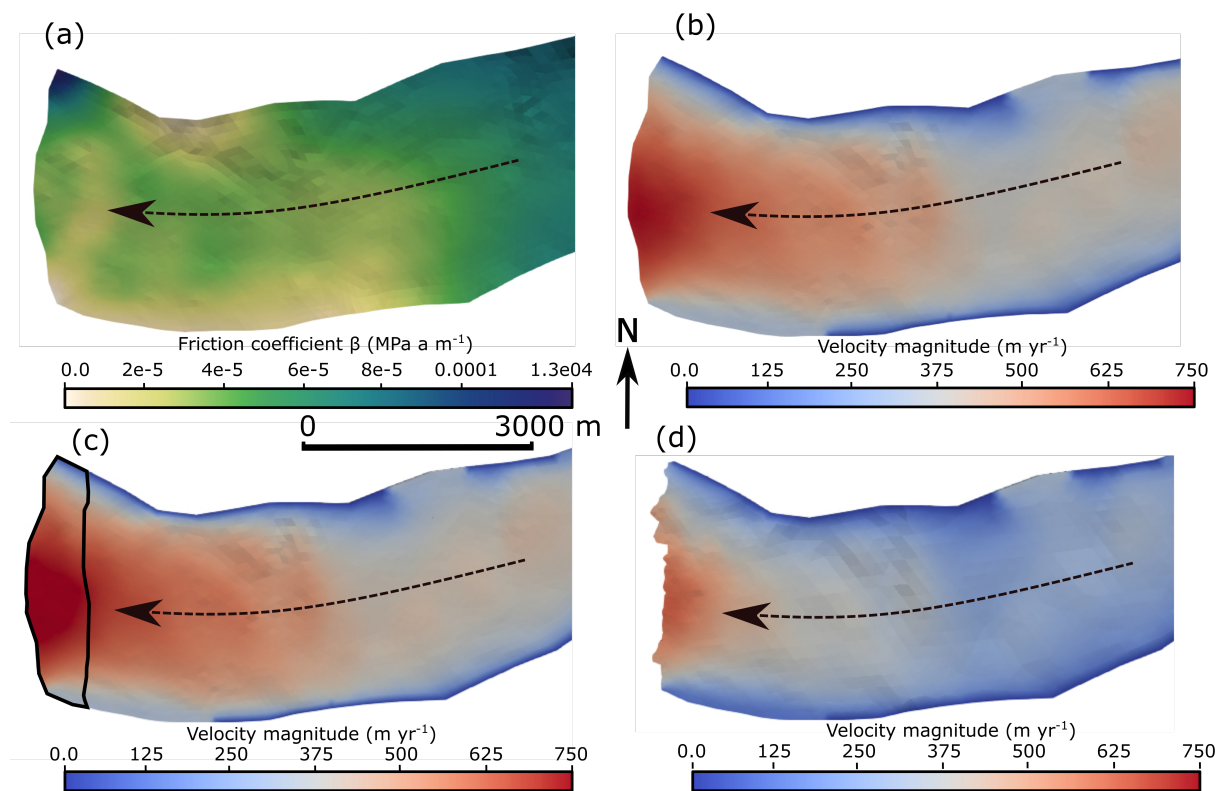 (a)
(b)
Friction coefficient β (MPa a m⁻¹)
0.0 2e-5 4e-5 6e-5 8e-5 0.0001 1.3e04
N
Velocity magnitude (m yr⁻¹)
0.0 125 250 375 500 625 750
0 3000 m
(c)
(d)
Velocity magnitude (m yr⁻¹)
0.0 125 250 375 500 625 750
Velocity magnitude (m yr⁻¹)
0.0 125 250 375 500 625 750